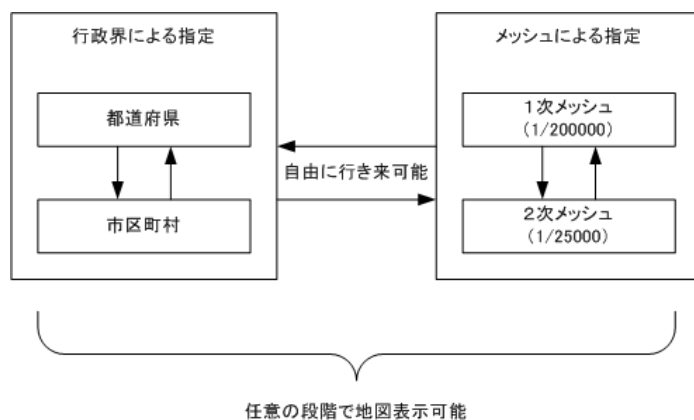 行政界による指定
都道府県
市区町村
自由に行き来可能
メッシュによる指定
1次メッシュ
(1/200000)
2次メッシュ
(1/25000)
任意の段階で地図表示可能